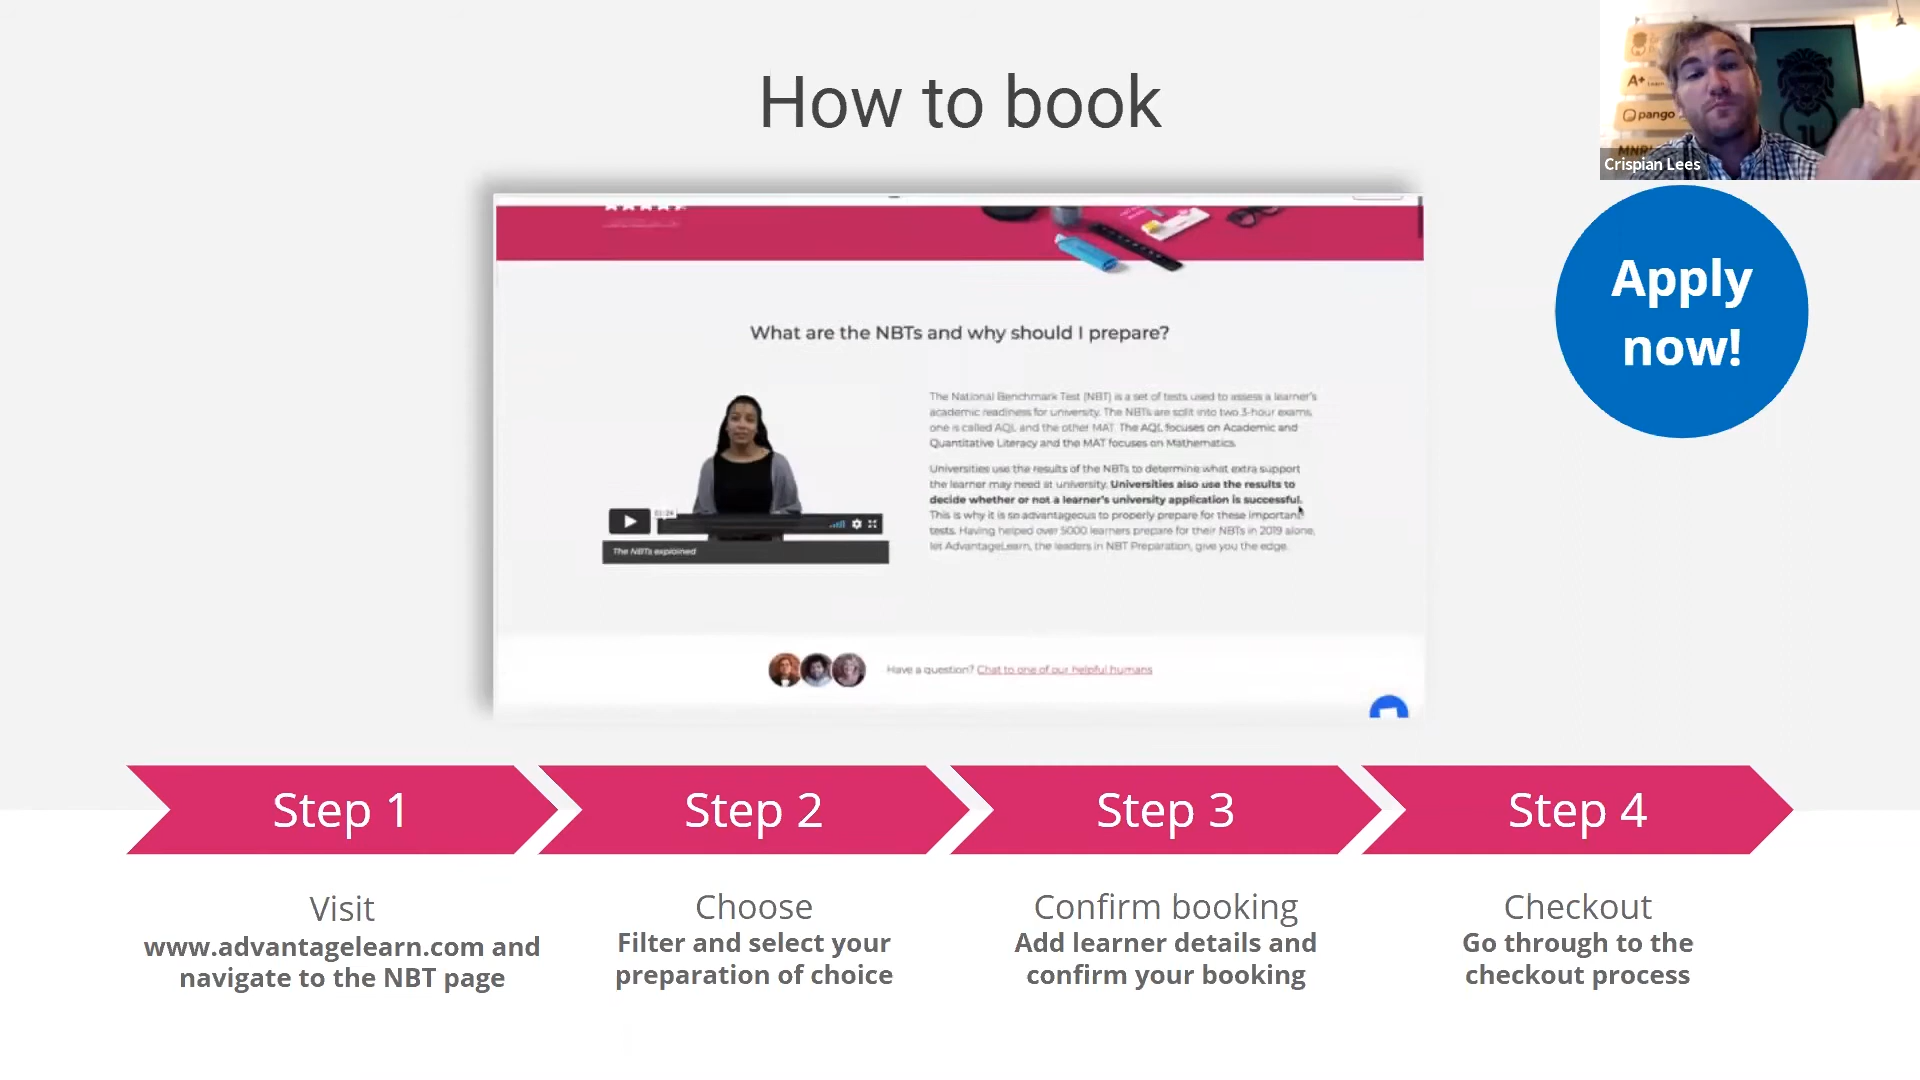 How to book
A+
pango
Crispian Lees
Apply
now!
What are the NBTs and why should I prepare?
The National Benchmark Test (NBT) is a set of tests used to assess a learner's
academic readiness for university. The NBTs are split into two 3-hour exams,
one is called AQL and the other MAT. The AQL focuses on Academic and
Quantitative Literacy and the MAT focuses on Mathematics.
Universities use the results of the NBTs to determine what extra support
the learner may need at university. Universities also use the results to
decide whether or not a learner's university application is successful.
This is why it is so advantageous to properly prepare for these important
tests. Having helped over 5000 learners prepare for their NBTs in 2019 alone,
let AdvantageLearn, the leaders in NBT Preparation, give you the edge.
The NBTs explained
Have a question? Chat to one of our helpful humans
Step 1
Step 2
Step 3
Step 4
Visit
www.advantagelearn.com and
navigate to the NBT page
Choose
Filter and select your
preparation of choice
Confirm booking
Add learner details and
confirm your booking
Checkout
Go through to the
checkout process